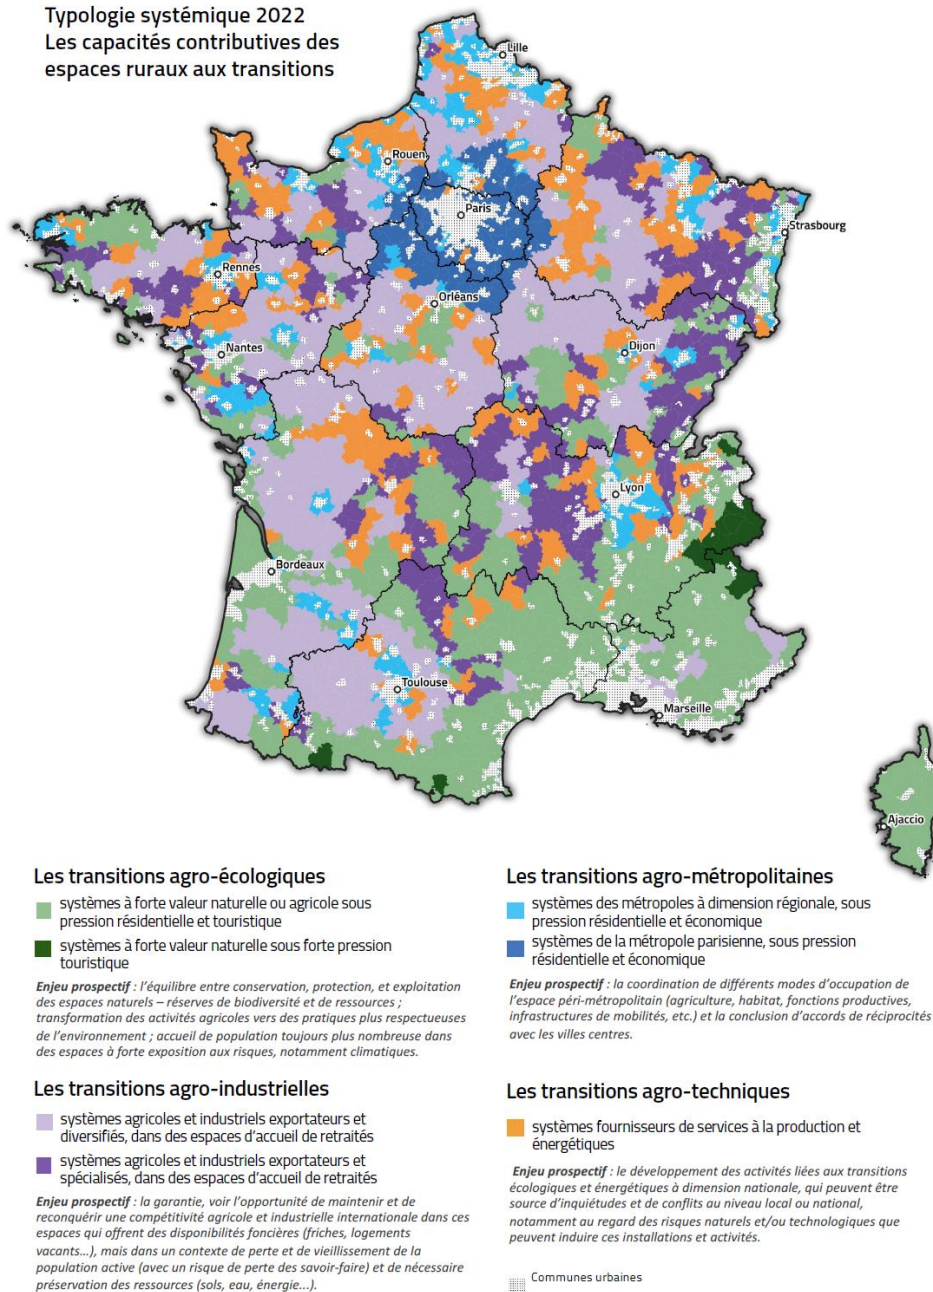 Typologie systémique 2022
Les capacités contributives des
espaces ruraux aux transitions
Lille
Rouen
Paris
Strasbourg
Rennes
Orléans
Nantes
Dijon
Lyon
Bordeaux
Toulouse
Marseille
Ajaccio
Les transitions agro-écologiques
systèmes à forte valeur naturelle ou agricole sous
pression résidentielle et touristique
systèmes à forte valeur naturelle sous forte pression
touristique
Enjeu prospectif : l'équilibre entre conservation, protection, et exploitation
des espaces naturels – réserves de biodiversité et de ressources ;
transformation des activités agricoles vers des pratiques plus respectueuses
de l'environnement ; accueil de population toujours plus nombreuse dans
des espaces à forte exposition aux risques, notamment climatiques.
Les transitions agro-métropolitaines
systèmes des métropoles à dimension régionale, sous
pression résidentielle et économique
systèmes de la métropole parisienne, sous pression
résidentielle et économique
Enjeu prospectif : la coordination de différents modes d'occupation de
l'espace péri-métropolitain (agriculture, habitat, fonctions productives,
infrastructures de mobilités, etc.) et la conclusion d'accords de réciprocités
avec les villes centres.
Les transitions agro-industrielles
systèmes agricoles et industriels exportateurs et
diversifiés, dans des espaces d'accueil de retraités
systèmes agricoles et industriels exportateurs et
spécialisés, dans des espaces d'accueil de retraités
Enjeu prospectif : la garantie, voir l'opportunité de maintenir et de
reconquérir une compétitivité agricole et industrielle internationale dans ces
espaces qui offrent des disponibilités foncières (friches, logements
vacants...), mais dans un contexte de perte et de vieillissement de la
population active (avec un risque de perte des savoir-faire) et de nécessaire
préservation des ressources (sols, eau, énergie...).
Les transitions agro-techniques
systèmes fournisseurs de services à la production et
énergétiques
Enjeu prospectif : le développement des activités liées aux transitions
écologiques et énergétiques à dimension nationale, qui peuvent être
source d'inquiétudes et de conflits au niveau local ou national,
notamment au regard des risques naturels et/ou technologiques que
peuvent induire ces installations et activités.
Communes urbaines